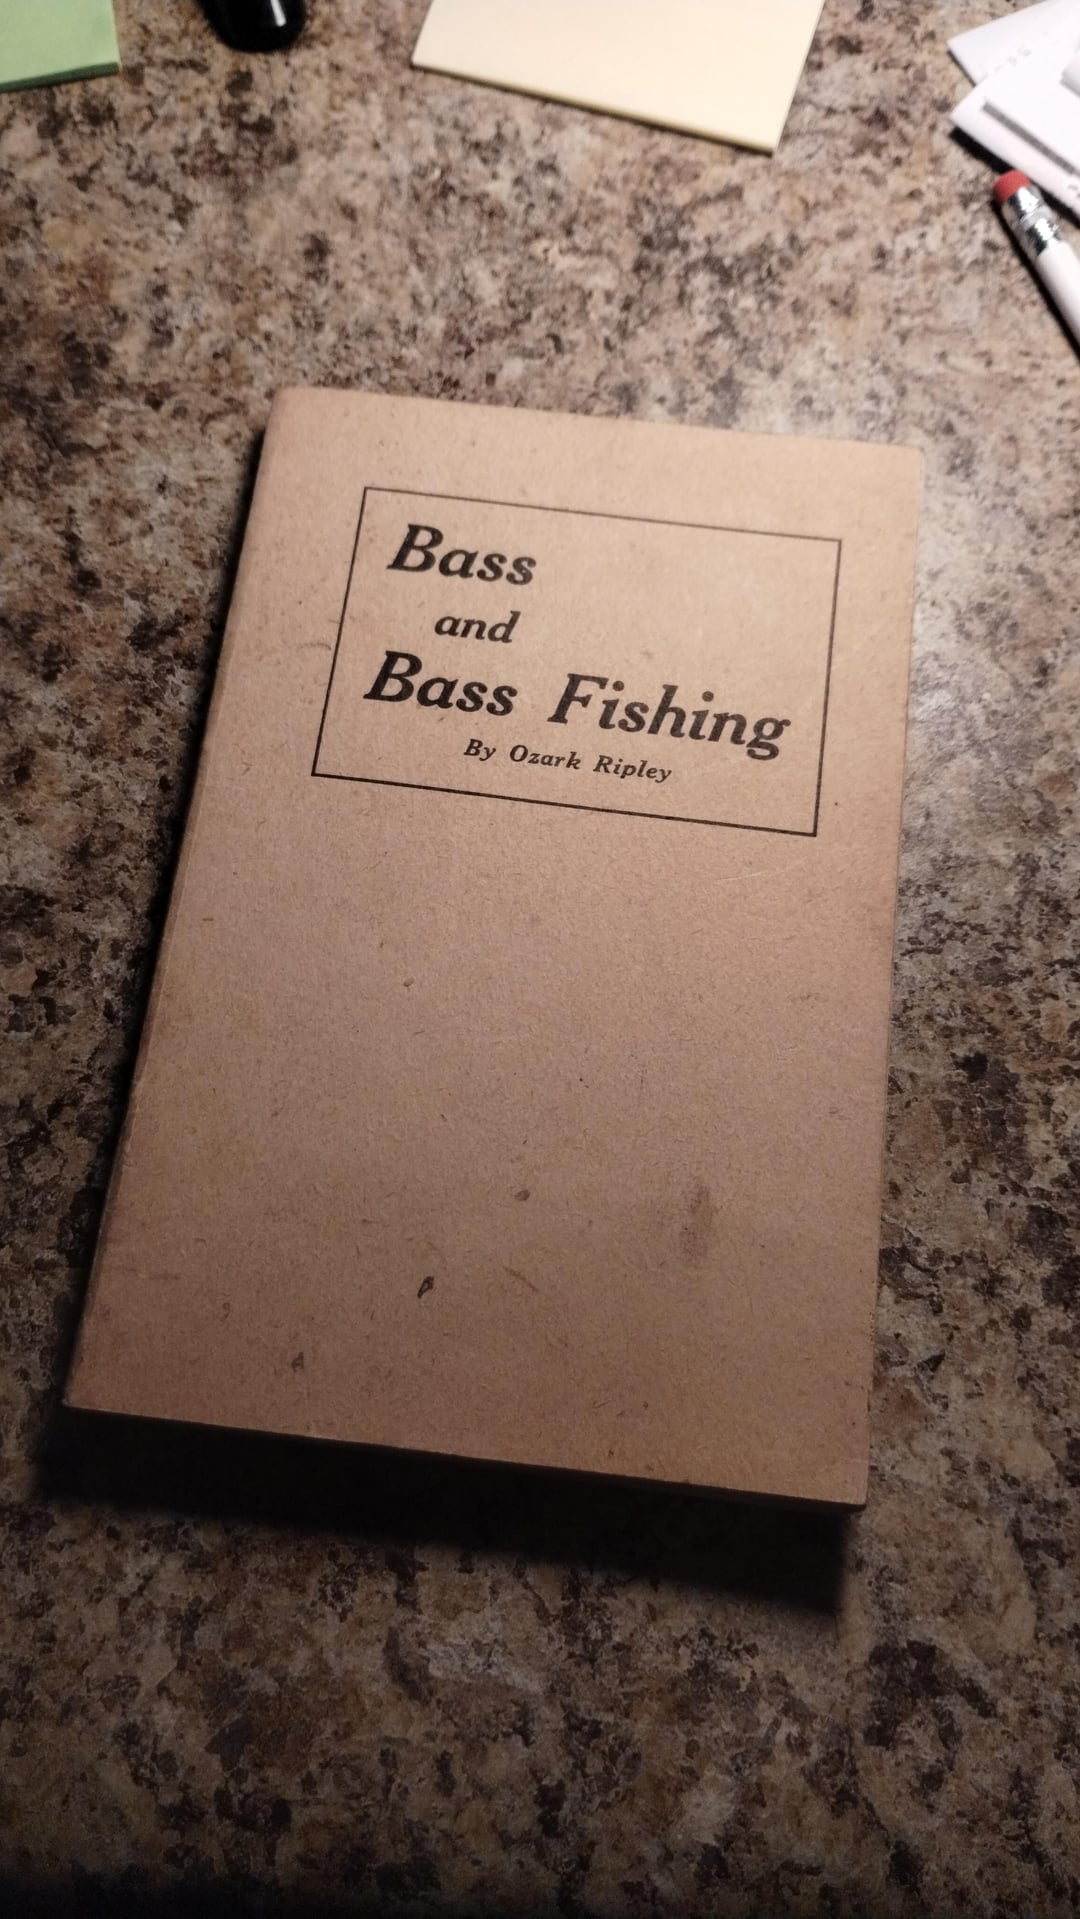 Bass
and
Bass Fishing
By Ozark Ripley